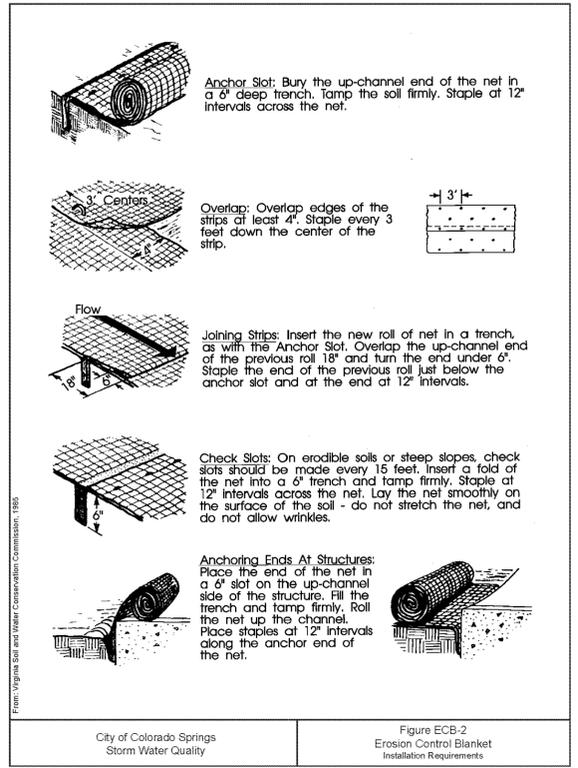 Anchor Slot: Bury the up-channel end of the net in
a 6" deep trench. Tamp the soil firmly. Staple at 12"
intervals across the net.
3' Centers
Overlap: Overlap edges of the
strips at least 4". Staple every 3
feet down the center of the
strip.
3'
Flow
18"
6"
Joining Strips: Insert the new roll of net in a trench,
as with the Anchor Slot. Overlap the up-channel end
of the previous roll 18" and turn the end under 6".
Staple the end of the previous roll just below the
anchor slot and at the end at 12" intervals.
6"
Check Slots: On erodible soils or steep slopes, check
slots should be made every 15 feet. Insert a fold of
the net into a 6" trench and tamp firmly. Staple at
12" intervals across the net. Lay the net smoothly on
the surface of the soil - do not stretch the net, and
do not allow wrinkles.
Anchoring Ends At Structures:
Place the end of the net in
a 6" slot on the up-channel
side of the structure. Fill the
trench and tamp firmly. Roll
the net up the channel.
Place staples at 12" intervals
along the anchor end of
the net.
From: Virginia Soil and Water Conservation Commission, 1985
City of Colorado Springs
Storm Water Quality
Figure ECB-2
Erosion Control Blanket
Installation Requirements